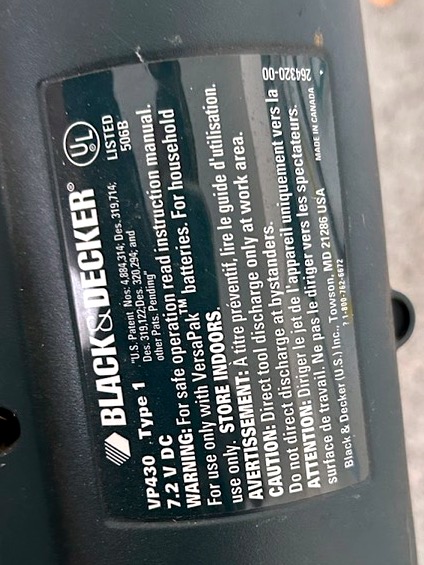 BLACK&DECKER®
UL
LISTED
506B
VP430 Type 1
"U.S. Patent Nos: 4,884,314; Des. 319,714;
Des. 319,122; Des. 320,294; and
other Pats. Pending"
7.2 V DC
WARNING: For safe operation read instruction manual.
For use only with VersaPak™ batteries. For household
use only. STORE INDOORS.
AVERTISSEMENT: À titre préventif, lire le guide d'utilisation.
CAUTION: Direct tool discharge only at work area.
Do not direct discharge at bystanders.
ATTENTION: Diriger le jet de l'appareil uniquement vers la
surface de travail. Ne pas le diriger vers les spectateurs.
Black & Decker (U.S.) Inc., Towson, MD 21286 USA
MADE IN CANADA
? 1-800-762-6672
264320-00